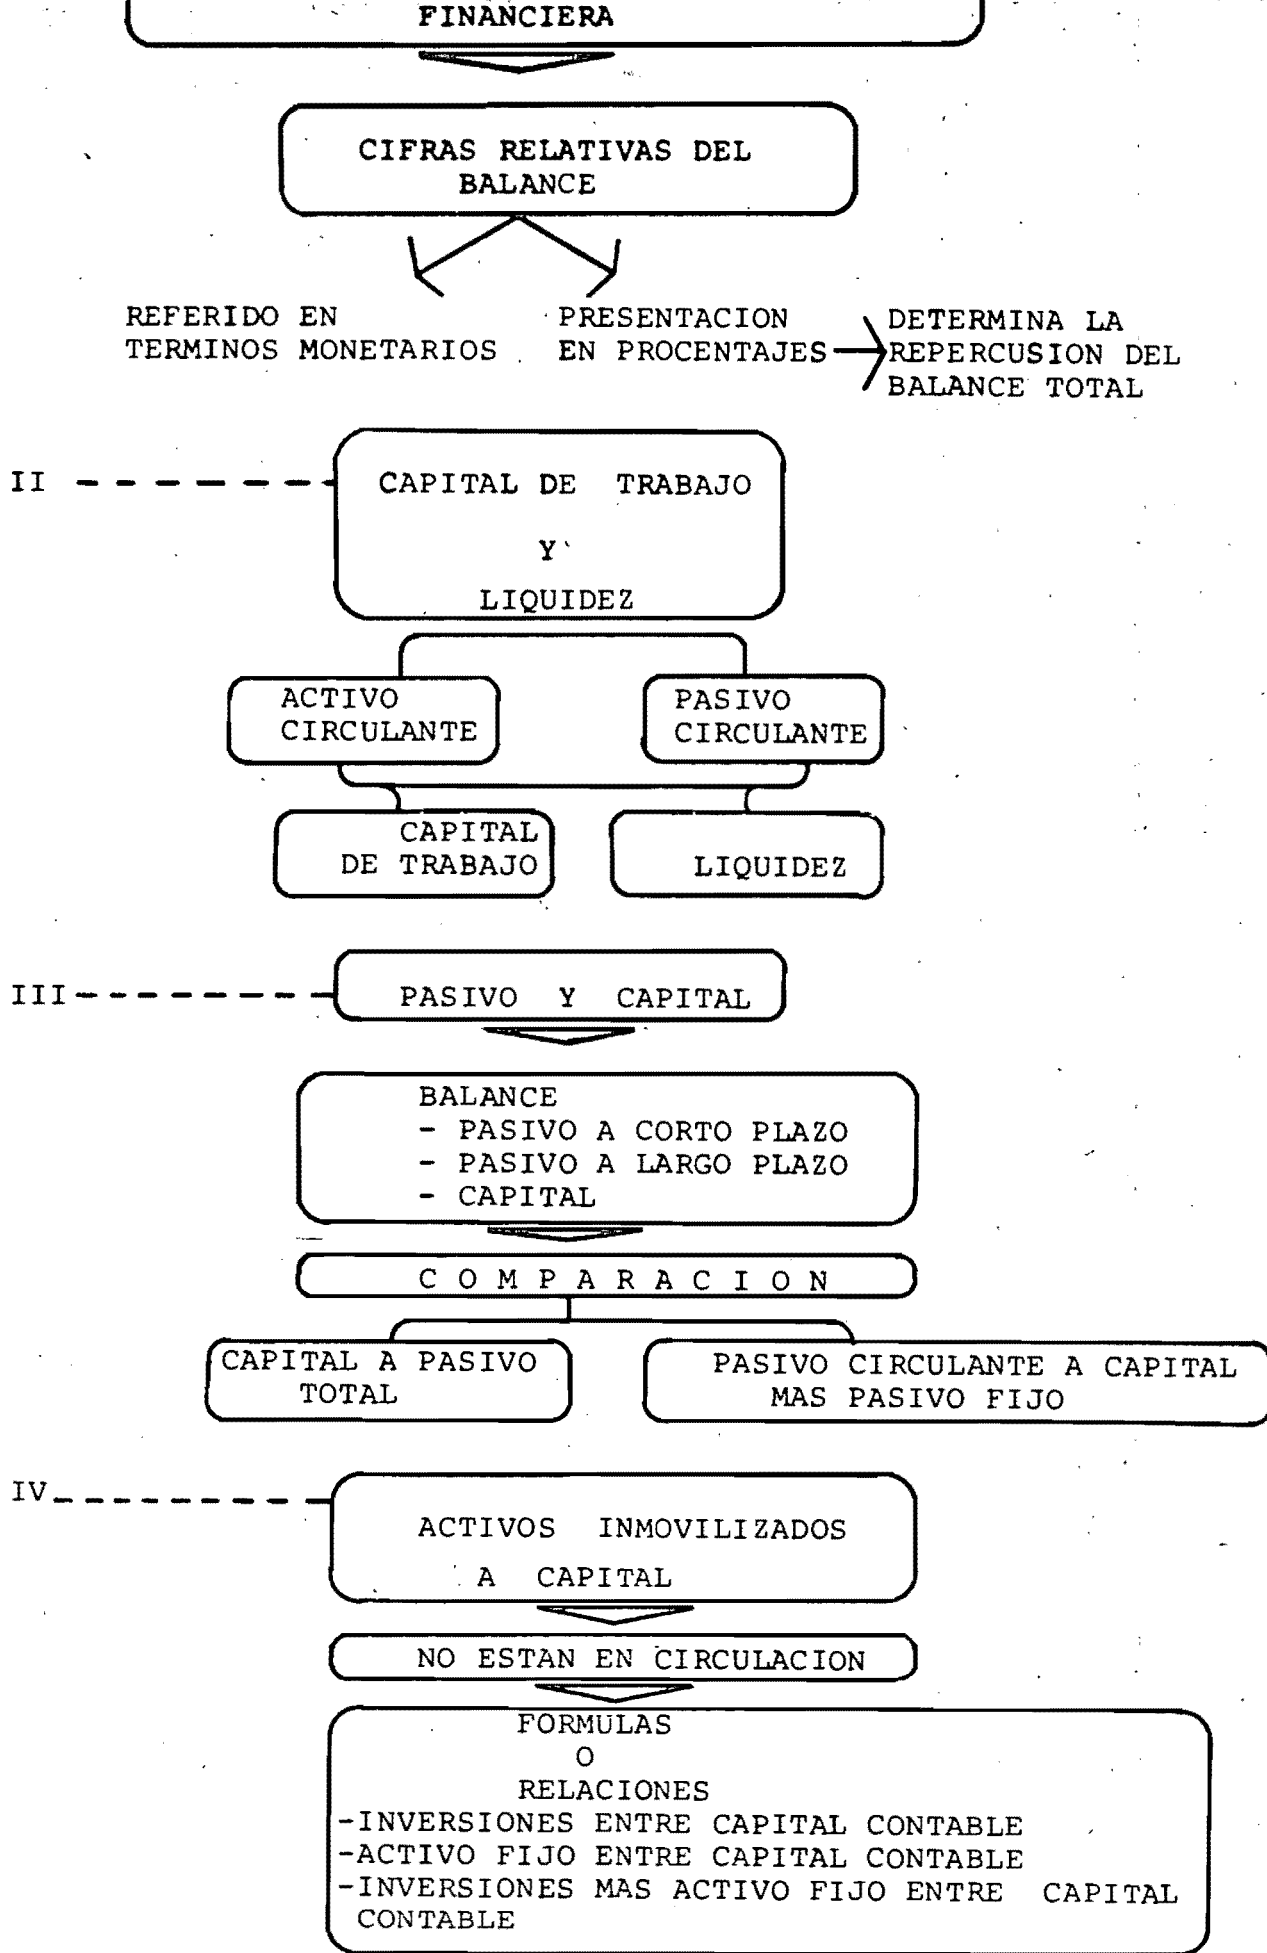 FINANCIERA
CIFRAS RELATIVAS DEL
BALANCE
REFERIDO EN
TERMINOS MONETARIOS
PRESENTACION
EN PROCENTAJES
DETERMINA LA
REPERCUSION DEL
BALANCE TOTAL
II
CAPITAL DE TRABAJO
Y
LIQUIDEZ
ACTIVO
CIRCULANTE
PASIVO
CIRCULANTE
CAPITAL
DE TRABAJO
LIQUIDEZ
III
PASIVO Y CAPITAL
BALANCE
- PASIVO A CORTO PLAZO
- PASIVO A LARGO PLAZO
- CAPITAL
C O M P A R A C I O N
CAPITAL A PASIVO
TOTAL
PASIVO CIRCULANTE A CAPITAL
MAS PASIVO FIJO
IV
ACTIVOS INMOVILIZADOS
A CAPITAL
NO ESTAN EN CIRCULACION
FORMULAS
O
RELACIONES
-INVERSIONES ENTRE CAPITAL CONTABLE
-ACTIVO FIJO ENTRE CAPITAL CONTABLE
-INVERSIONES MAS ACTIVO FIJO ENTRE CAPITAL
CONTABLE